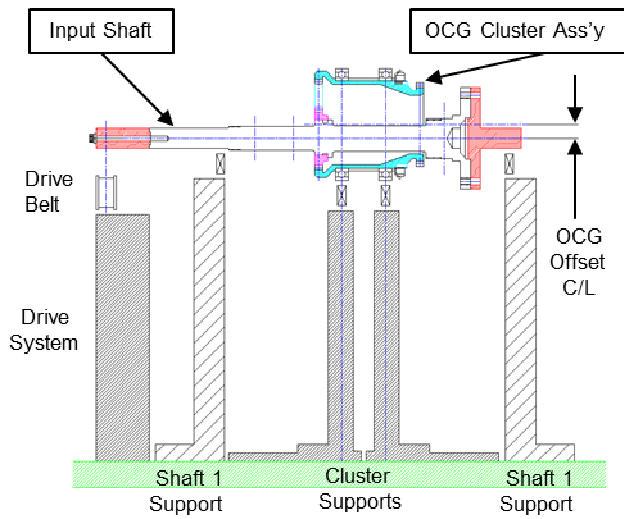 Input Shaft
OCG Cluster Ass'y
Drive
Belt
OCG
Offset
C/L
Drive
System
Shaft 1
Support
Cluster
Supports
Shaft 1
Support